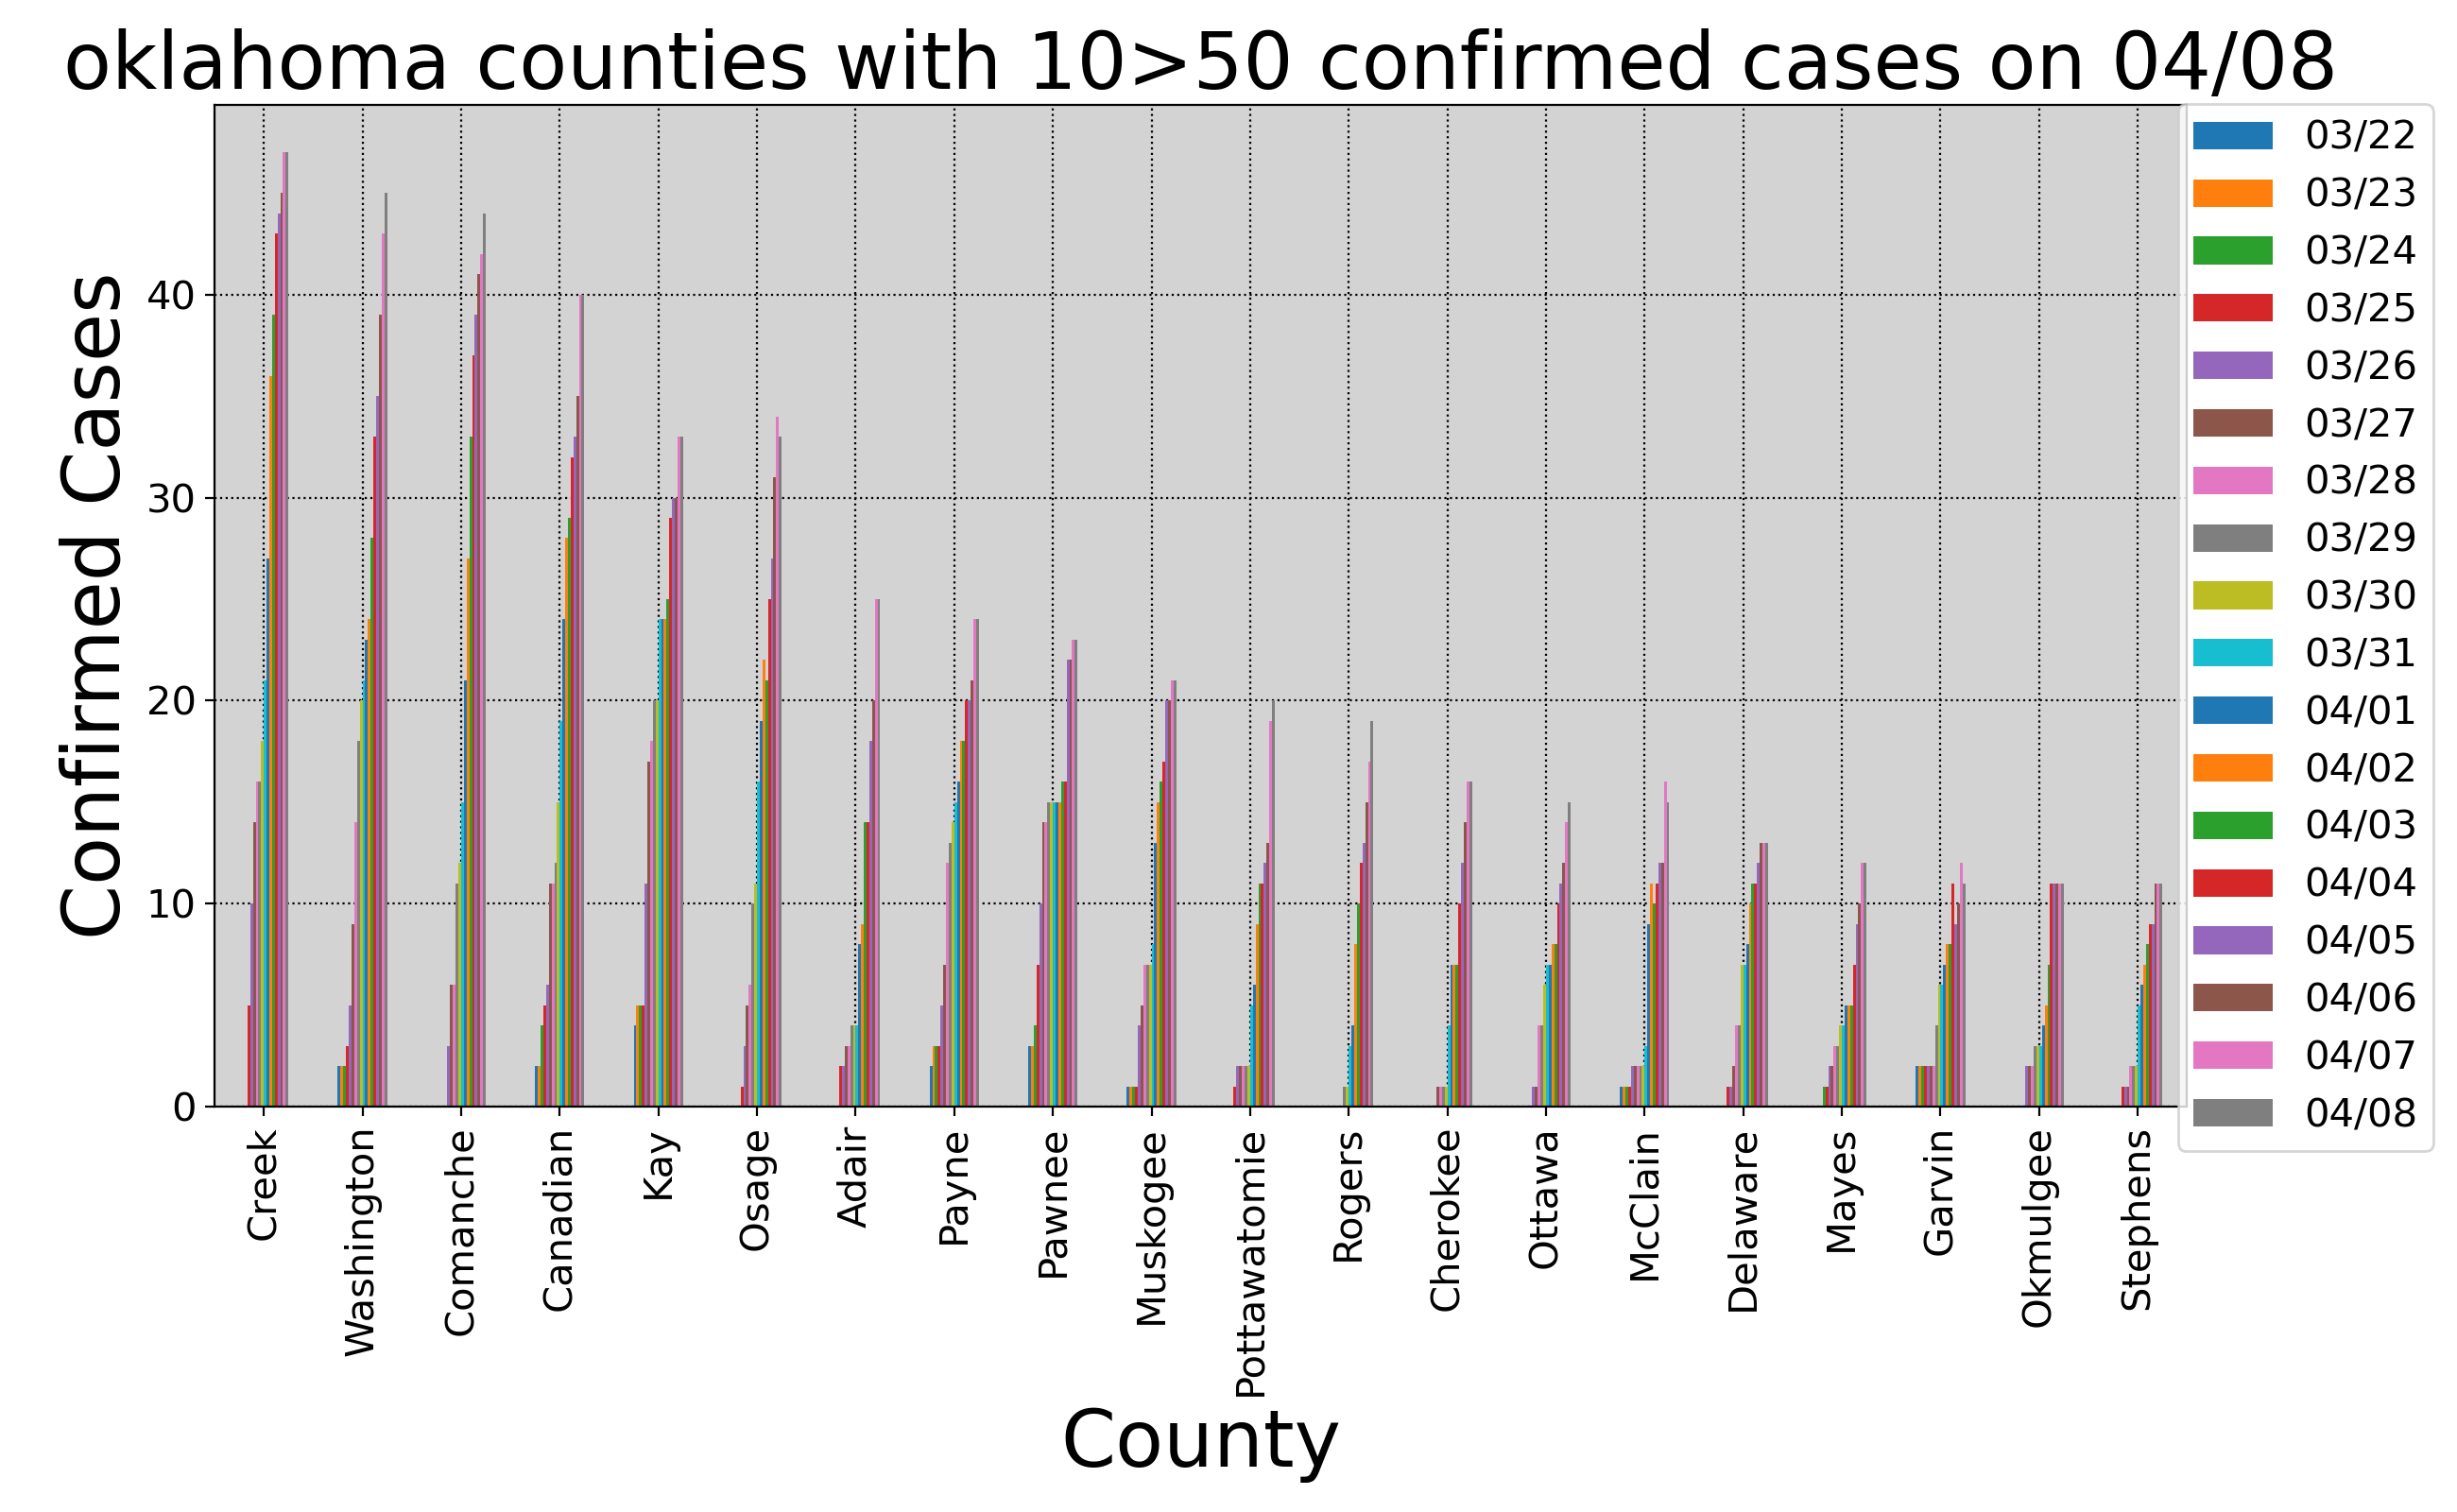 oklahoma counties with 10>50 confirmed cases on 04/08
Confirmed Cases
40
30
20
10
0
Creek
Washington
Comanche
Canadian
Kay
Osage
Adair
Payne
Pawnee
Muskogee
Pottawatomie
Rogers
Cherokee
Ottawa
McClain
Delaware
Mayes
Garvin
Okmulgee
Stephens
County
03/22
03/23
03/24
03/25
03/26
03/27
03/28
03/29
03/30
03/31
04/01
04/02
04/03
04/04
04/05
04/06
04/07
04/08